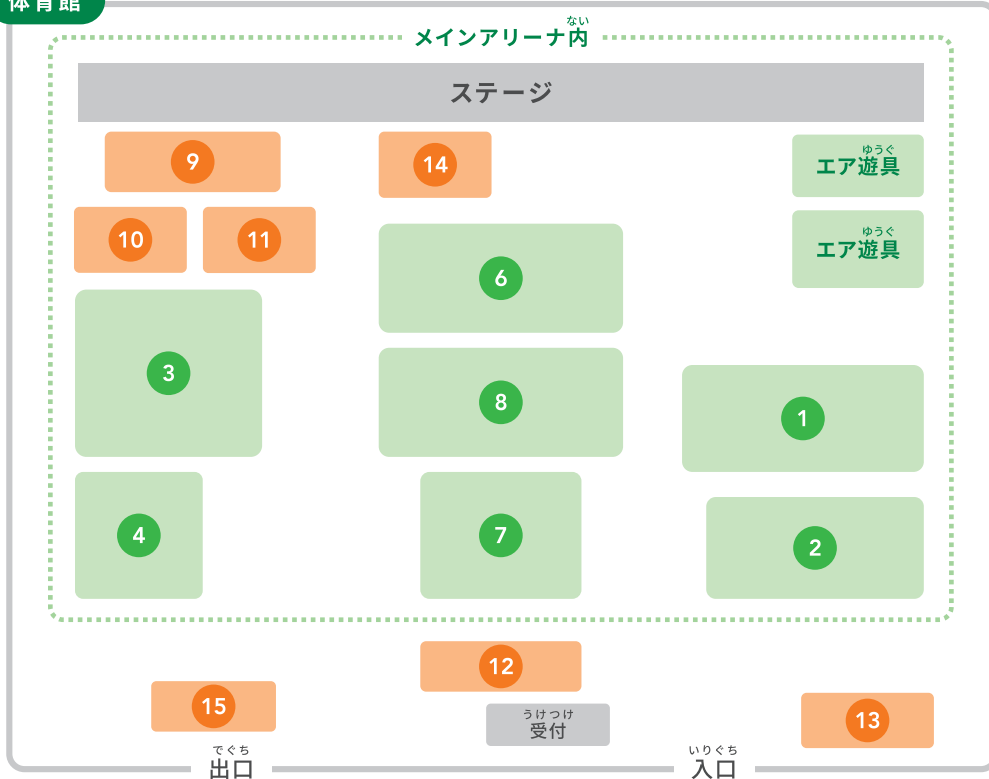 体育館
メインアリーナ内
ない
ステージ
9
14
エア遊具
ゆうぐ
10
11
エア遊具
ゆうぐ
6
3
8
1
4
7
2
12
15
うけつけ
受付
13
でぐち
出口
いりぐち
入口